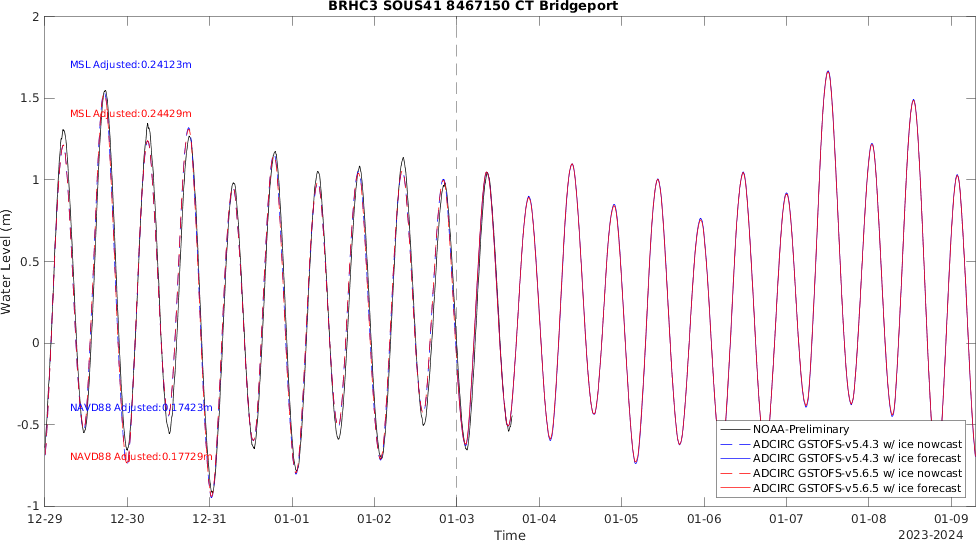 BRHC3 SOUS41 8467150 CT Bridgeport
2
1.5
1
0.5
0
-0.5
-1
Water Level (m)
MSL Adjusted:0.24123m
MSL Adjusted:0.24429m
NAVD88 Adjusted:0.17423m
NAVD88 Adjusted:0.17729m
NOAA-Preliminary
ADCIRC GSTOFS-v5.4.3 w/ ice nowcast
ADCIRC GSTOFS-v5.4.3 w/ ice forecast
ADCIRC GSTOFS-v5.6.5 w/ ice nowcast
ADCIRC GSTOFS-v5.6.5 w/ ice forecast
12-29 12-30 12-31 01-01 01-02 01-03 01-04 01-05 01-06 01-07 01-08 01-09
Time
2023-2024